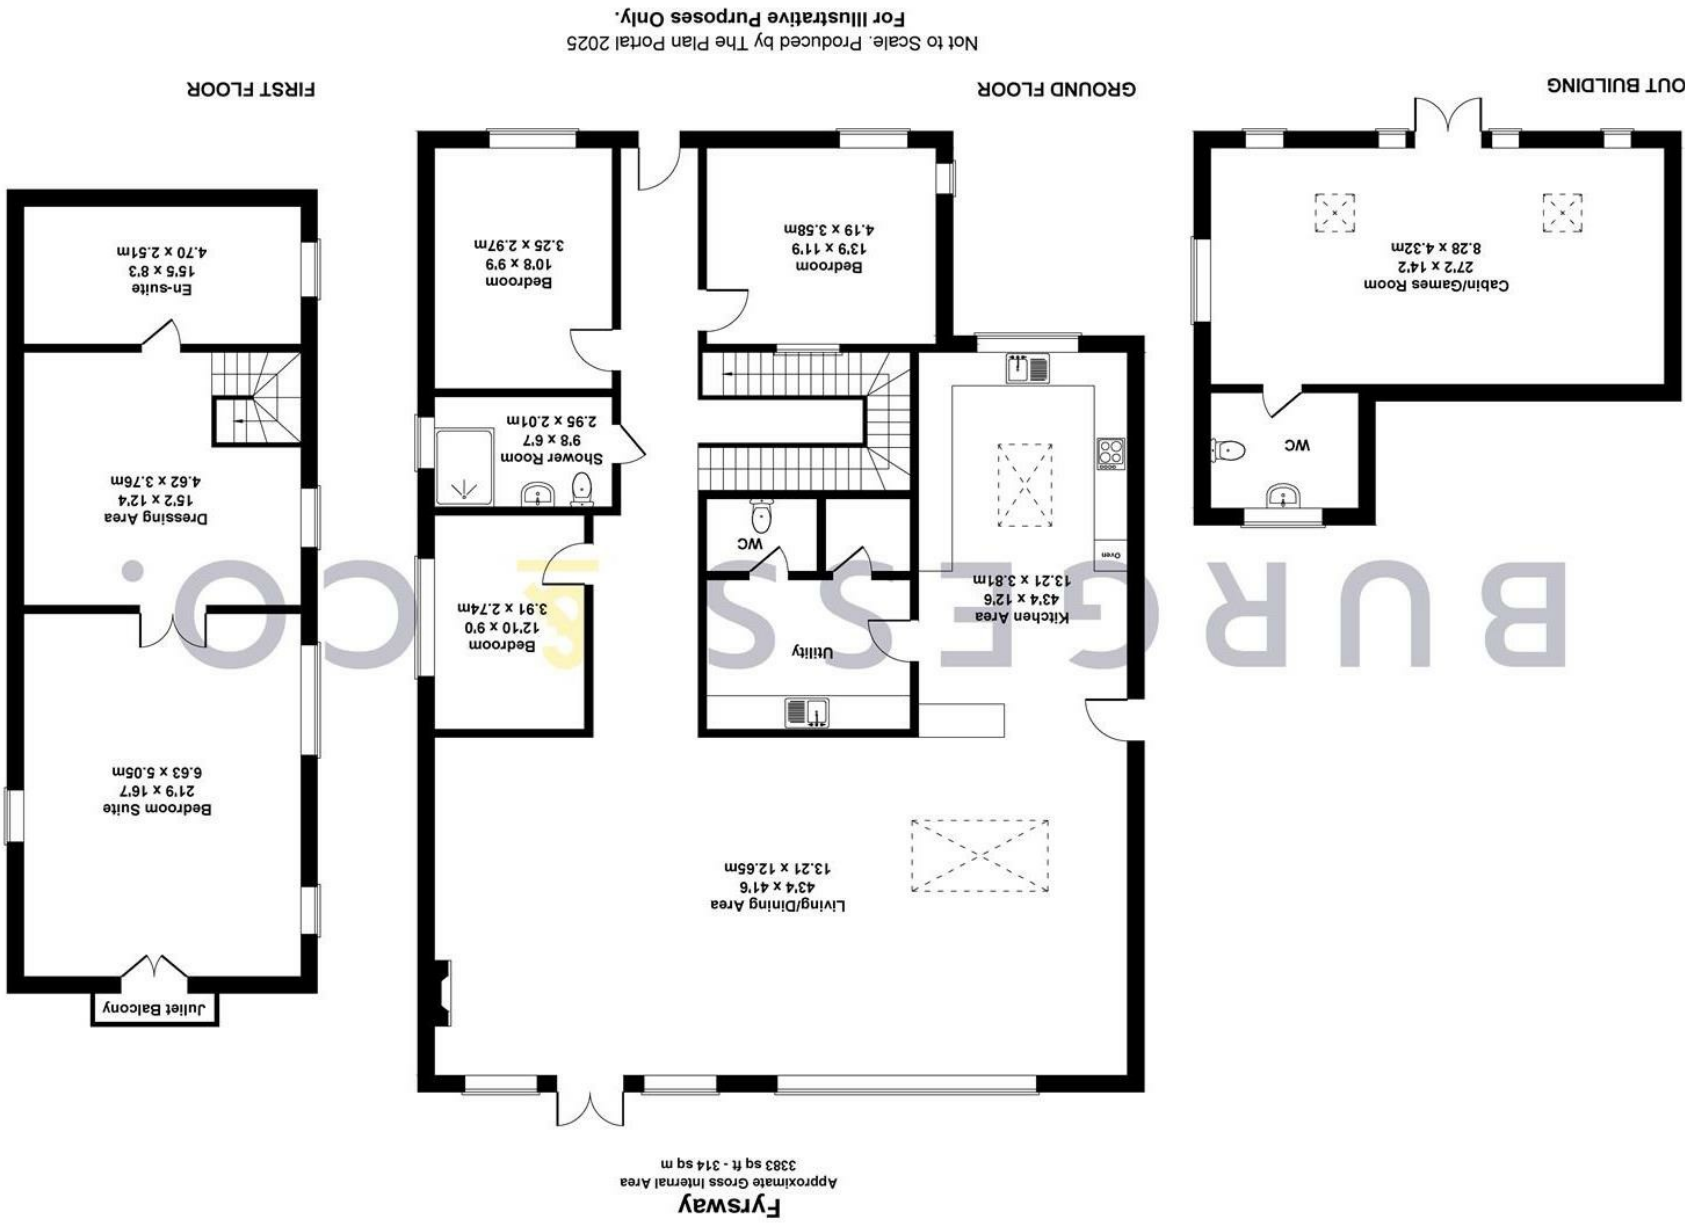 Fyrsway
Approximate Gross Internal Area
3383 sq ft - 314 sq m
Living/Dining Area
43'4 x 41'6
13.21 x 12.65m
Utility
Kitchen Area
43'4 x 12'6
13.21 x 3.81m
Oven
WC
Bedroom
12'10 x 9'0
3.91 x 2.74m
Shower Room
9'8 x 6'7
2.95 x 2.01m
Bedroom
13'9 x 11'9
4.19 x 3.58m
Bedroom
10'8 x 9'9
3.25 x 2.97m
GROUND FLOOR
Juliet Balcony
Bedroom Suite
21'9 x 16'7
6.63 x 5.05m
Dressing Area
15'2 x 12'4
4.62 x 3.76m
En-suite
15'5 x 8'3
4.70 x 2.51m
FIRST FLOOR
WC
Cabin/Games Room
27'2 x 14'2
8.28 x 4.32m
OUT BUILDING
BURGESS & CO.
Not to Scale. Produced by The Plan Portal 2025
For Illustrative Purposes Only.